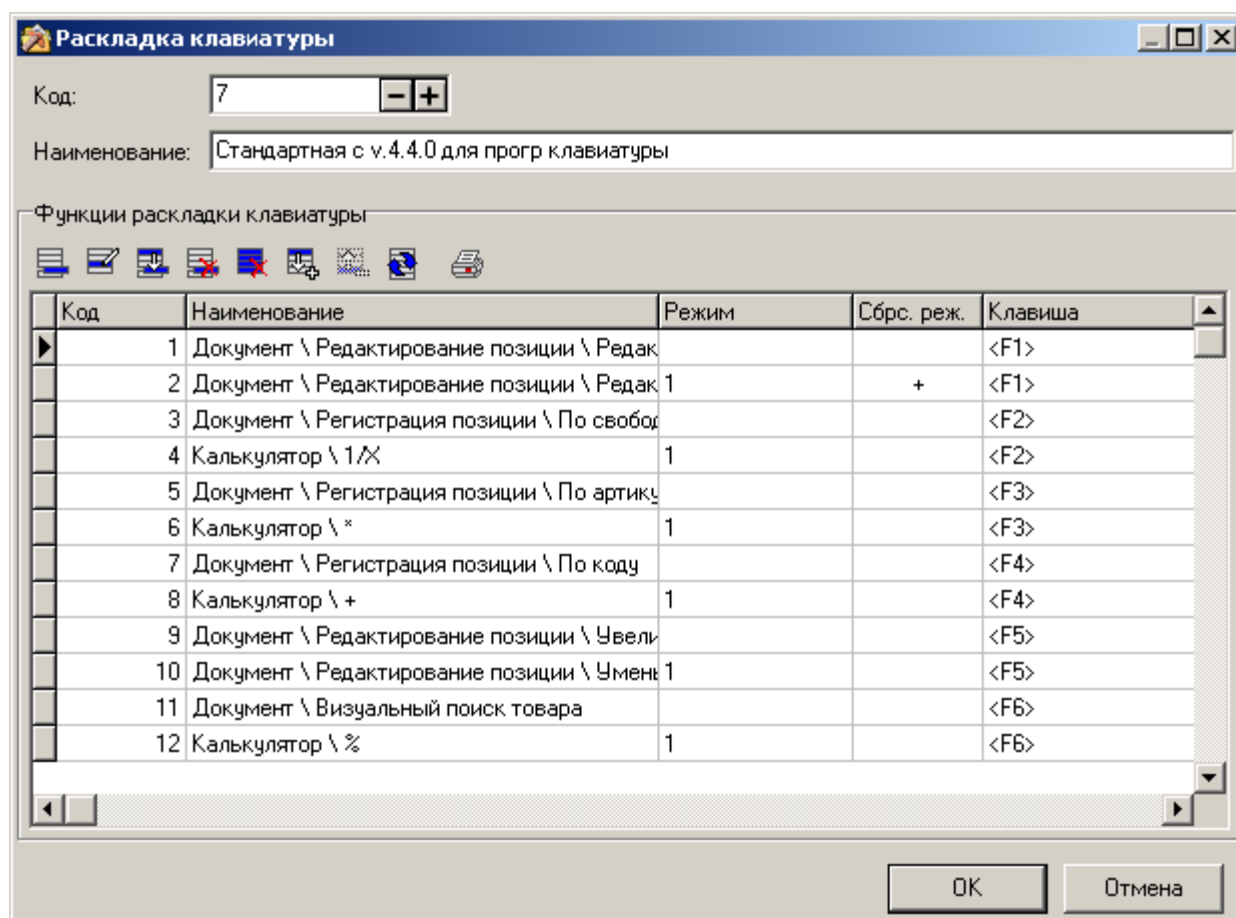 Раскладка клавиатуры
Код: 7
Наименование: Стандартная с v.4.4.0 для прогр клавиатуры
Функции раскладки клавиатуры
Код Наименование Режим Сбрс. реж. Клавиша
1 Документ \ Редактирование позиции \ Редак <F1>
2 Документ \ Редактирование позиции \ Редак 1 + <F1>
3 Документ \ Регистрация позиции \ По свобод <F2>
4 Калькулятор \ 1/X 1 <F2>
5 Документ \ Регистрация позиции \ По артику <F3>
6 Калькулятор \ * 1 <F3>
7 Документ \ Регистрация позиции \ По коду <F4>
8 Калькулятор \ + 1 <F4>
9 Документ \ Редактирование позиции \ Увели <F5>
10 Документ \ Редактирование позиции \ Умень 1 <F5>
11 Документ \ Визуальный поиск товара <F6>
12 Калькулятор \ % 1 <F6>
OK Отмена